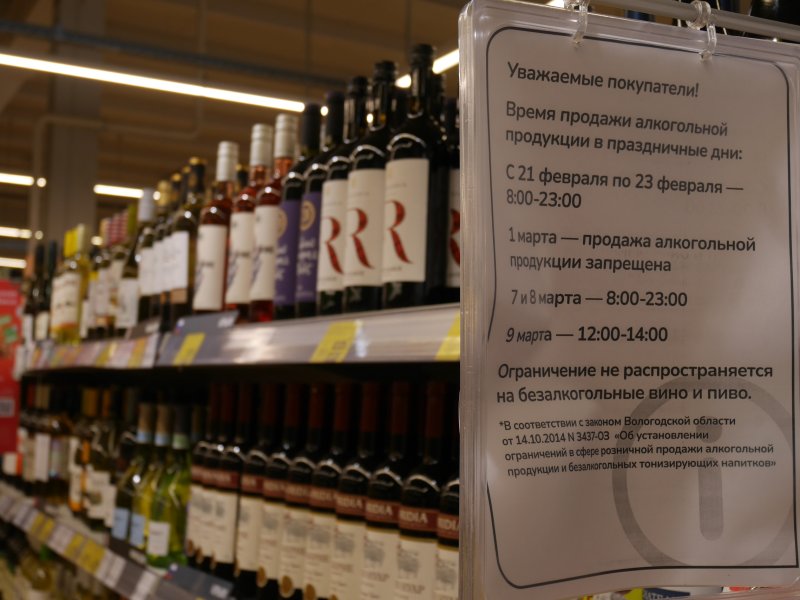 Уважаемые покупатели!
Время продажи алкогольной
продукции в праздничные дни:
С 21 февраля по 23 февраля —
8:00-23:00
1 марта — продажа алкогольной
продукции запрещена
7 и 8 марта — 8:00-23:00
9 марта — 12:00-14:00
Ограничение не распространяется
на безалкогольные вино и пиво.
*В соответствии с законом Вологодской области
от 14.10.2014 N 3437-ОЗ «Об установлении
ограничений в сфере розничной продажи алкогольной
продукции и безалкогольных тонизирующих напитков»
R
R
R